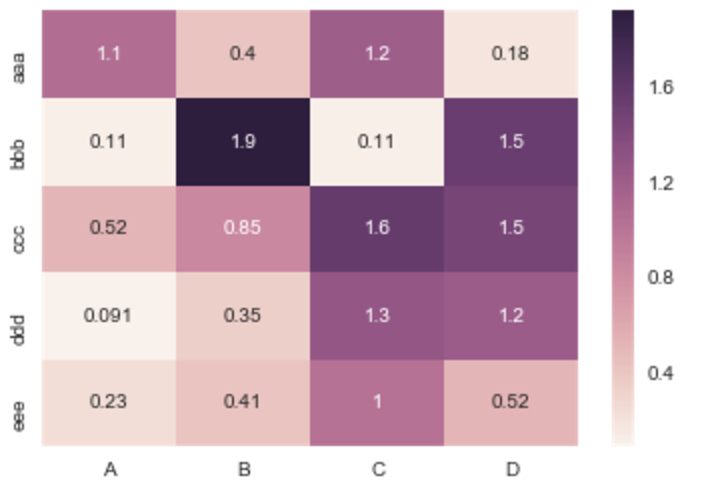 aaa 1.1 0.4 1.2 0.18
1.6
bbb 0.11 1.9 0.11 1.5
1.2
ccc 0.52 0.85 1.6 1.5
0.8
ddd 0.091 0.35 1.3 1.2
0.4
eee 0.23 0.41 1 0.52
A B C D